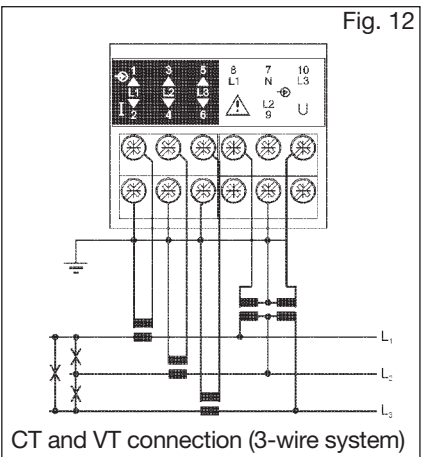 Fig. 12
1 3 5 8 7 10
L1 N L3
L1 L2 L3
I L2 U
2 4 6 9
L₁
L₂
L₃
CT and VT connection (3-wire system)